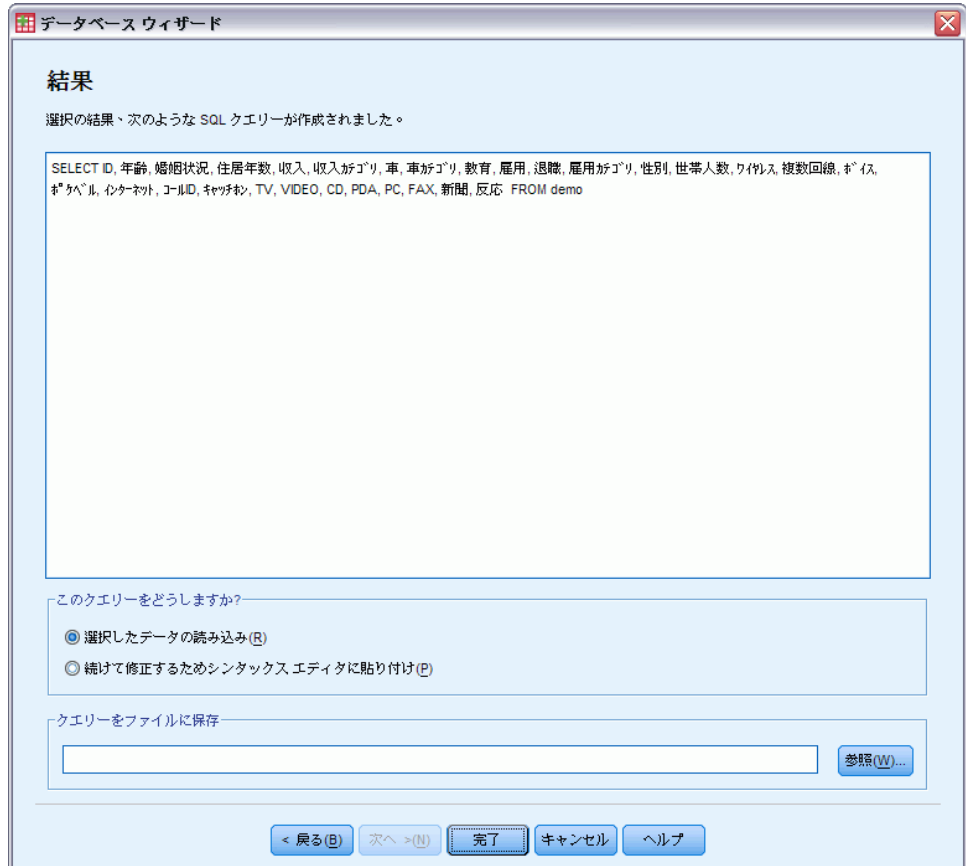 データベース ウィザード
結果
選択の結果、次のような SQL クエリーが作成されました。
SELECT ID, 年齢, 婚姻状況, 住居年数, 収入, 収入ｶﾃｺﾞﾘ, 車, 車ｶﾃｺﾞﾘ, 教育, 雇用, 退職, 雇用ｶﾃｺﾞﾘ, 性別, 世帯人数, ﾜｲﾔﾚｽ, 複数回線, ﾎﾞｲｽ,
ﾎﾟｹﾍﾞﾙ, ｲﾝﾀｰﾈｯﾄ, ｺｰﾙID, ｷｬｯﾁﾎﾝ, TV, VIDEO, CD, PDA, PC, FAX, 新聞, 反応 FROM demo
このクエリーをどうしますか?
選択したデータの読み込み(R)
続けて修正するためシンタックス エディタに貼り付け(P)
クエリーをファイルに保存
参照(W)...
< 戻る(B) 次へ >(N) 完了 キャンセル ヘルプ